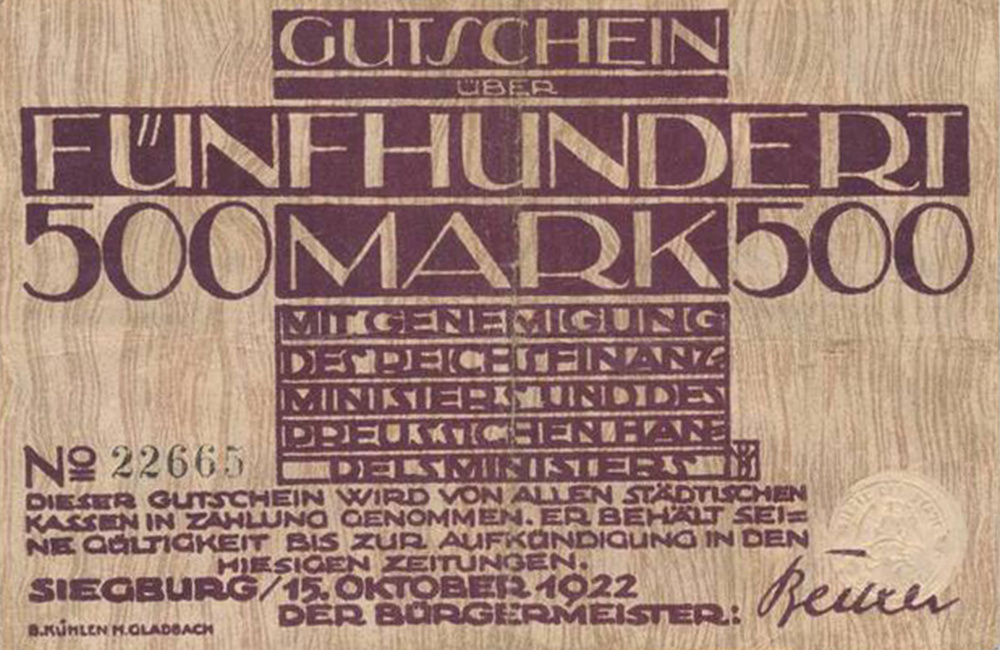 GUTSCHEIN
ÜBER
FÜNFHUNDERT
500 MARK 500
MIT GENEMIGUNG
DES REICHSFINANZ=
MINISTERS UND DES
PREUSSISCHEN HAN=
DELSMINISTERS
No 22665
DIESER GUTSCHEIN WIRD VON ALLEN STÄDTISCHEN
KASSEN IN ZAHLUNG GENOMMEN. ER BEHÄLT SEI=
NE GÜLTIGKEIT BIS ZUR AUFKÜNDIGUNG IN DEN
HIESIGEN ZEITUNGEN.
SIEGBURG/15. OKTOBER 1922
DER BÜRGERMEISTER:
B.KÜHLEN M.GLADBACH